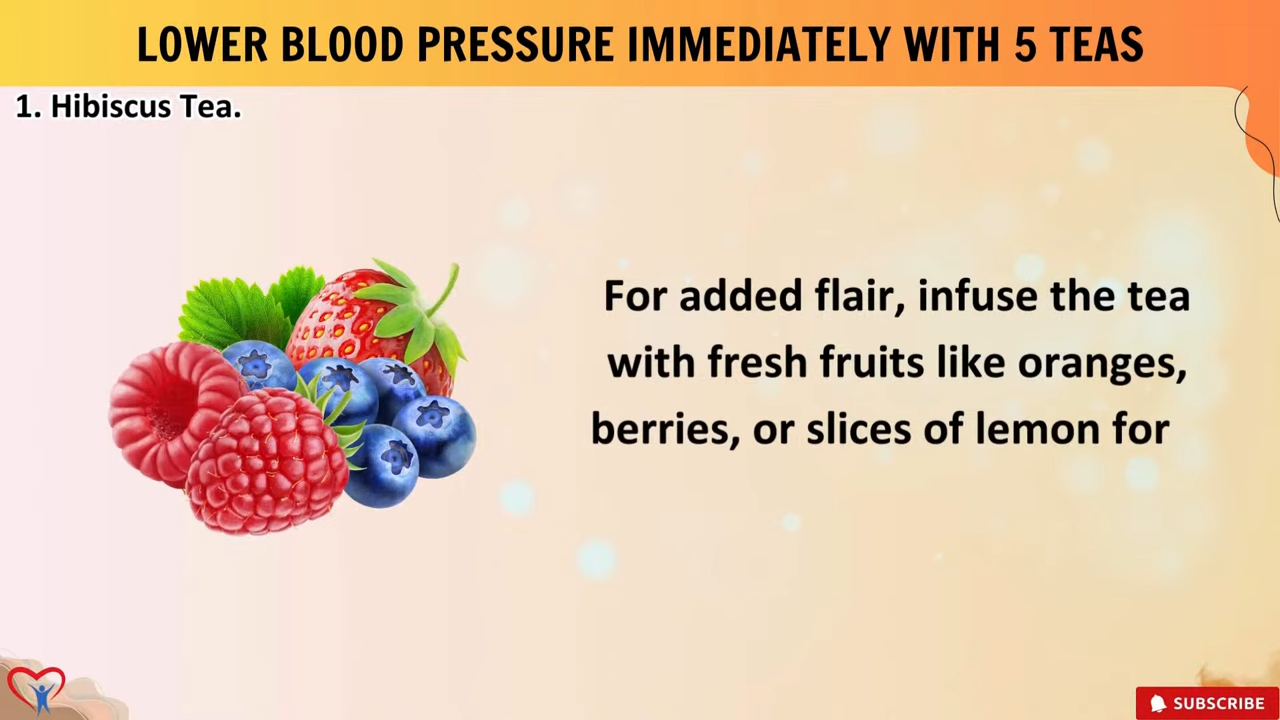 LOWER BLOOD PRESSURE IMMEDIATELY WITH 5 TEAS
1. Hibiscus Tea.
For added flair, infuse the tea
with fresh fruits like oranges,
berries, or slices of lemon for
SUBSCRIBE